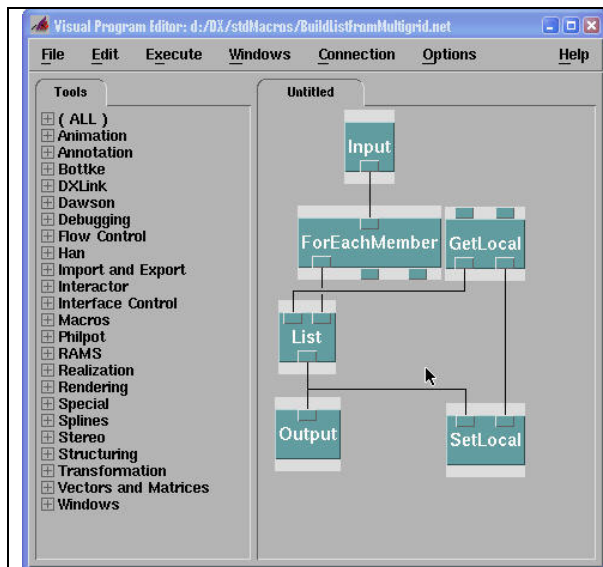 Visual Program Editor: d:/DX/stdMacros/BuildListFromMultigrid.net
File Edit Execute Windows Connection Options Help
Tools
Untitled
( ALL )
Animation
Annotation
Bottke
DXLink
Dawson
Debugging
Flow Control
Han
Import and Export
Interactor
Interface Control
Macros
Philpot
RAMS
Realization
Rendering
Special
Splines
Stereo
Structuring
Transformation
Vectors and Matrices
Windows
Input
ForEachMember
GetLocal
List
Output
SetLocal